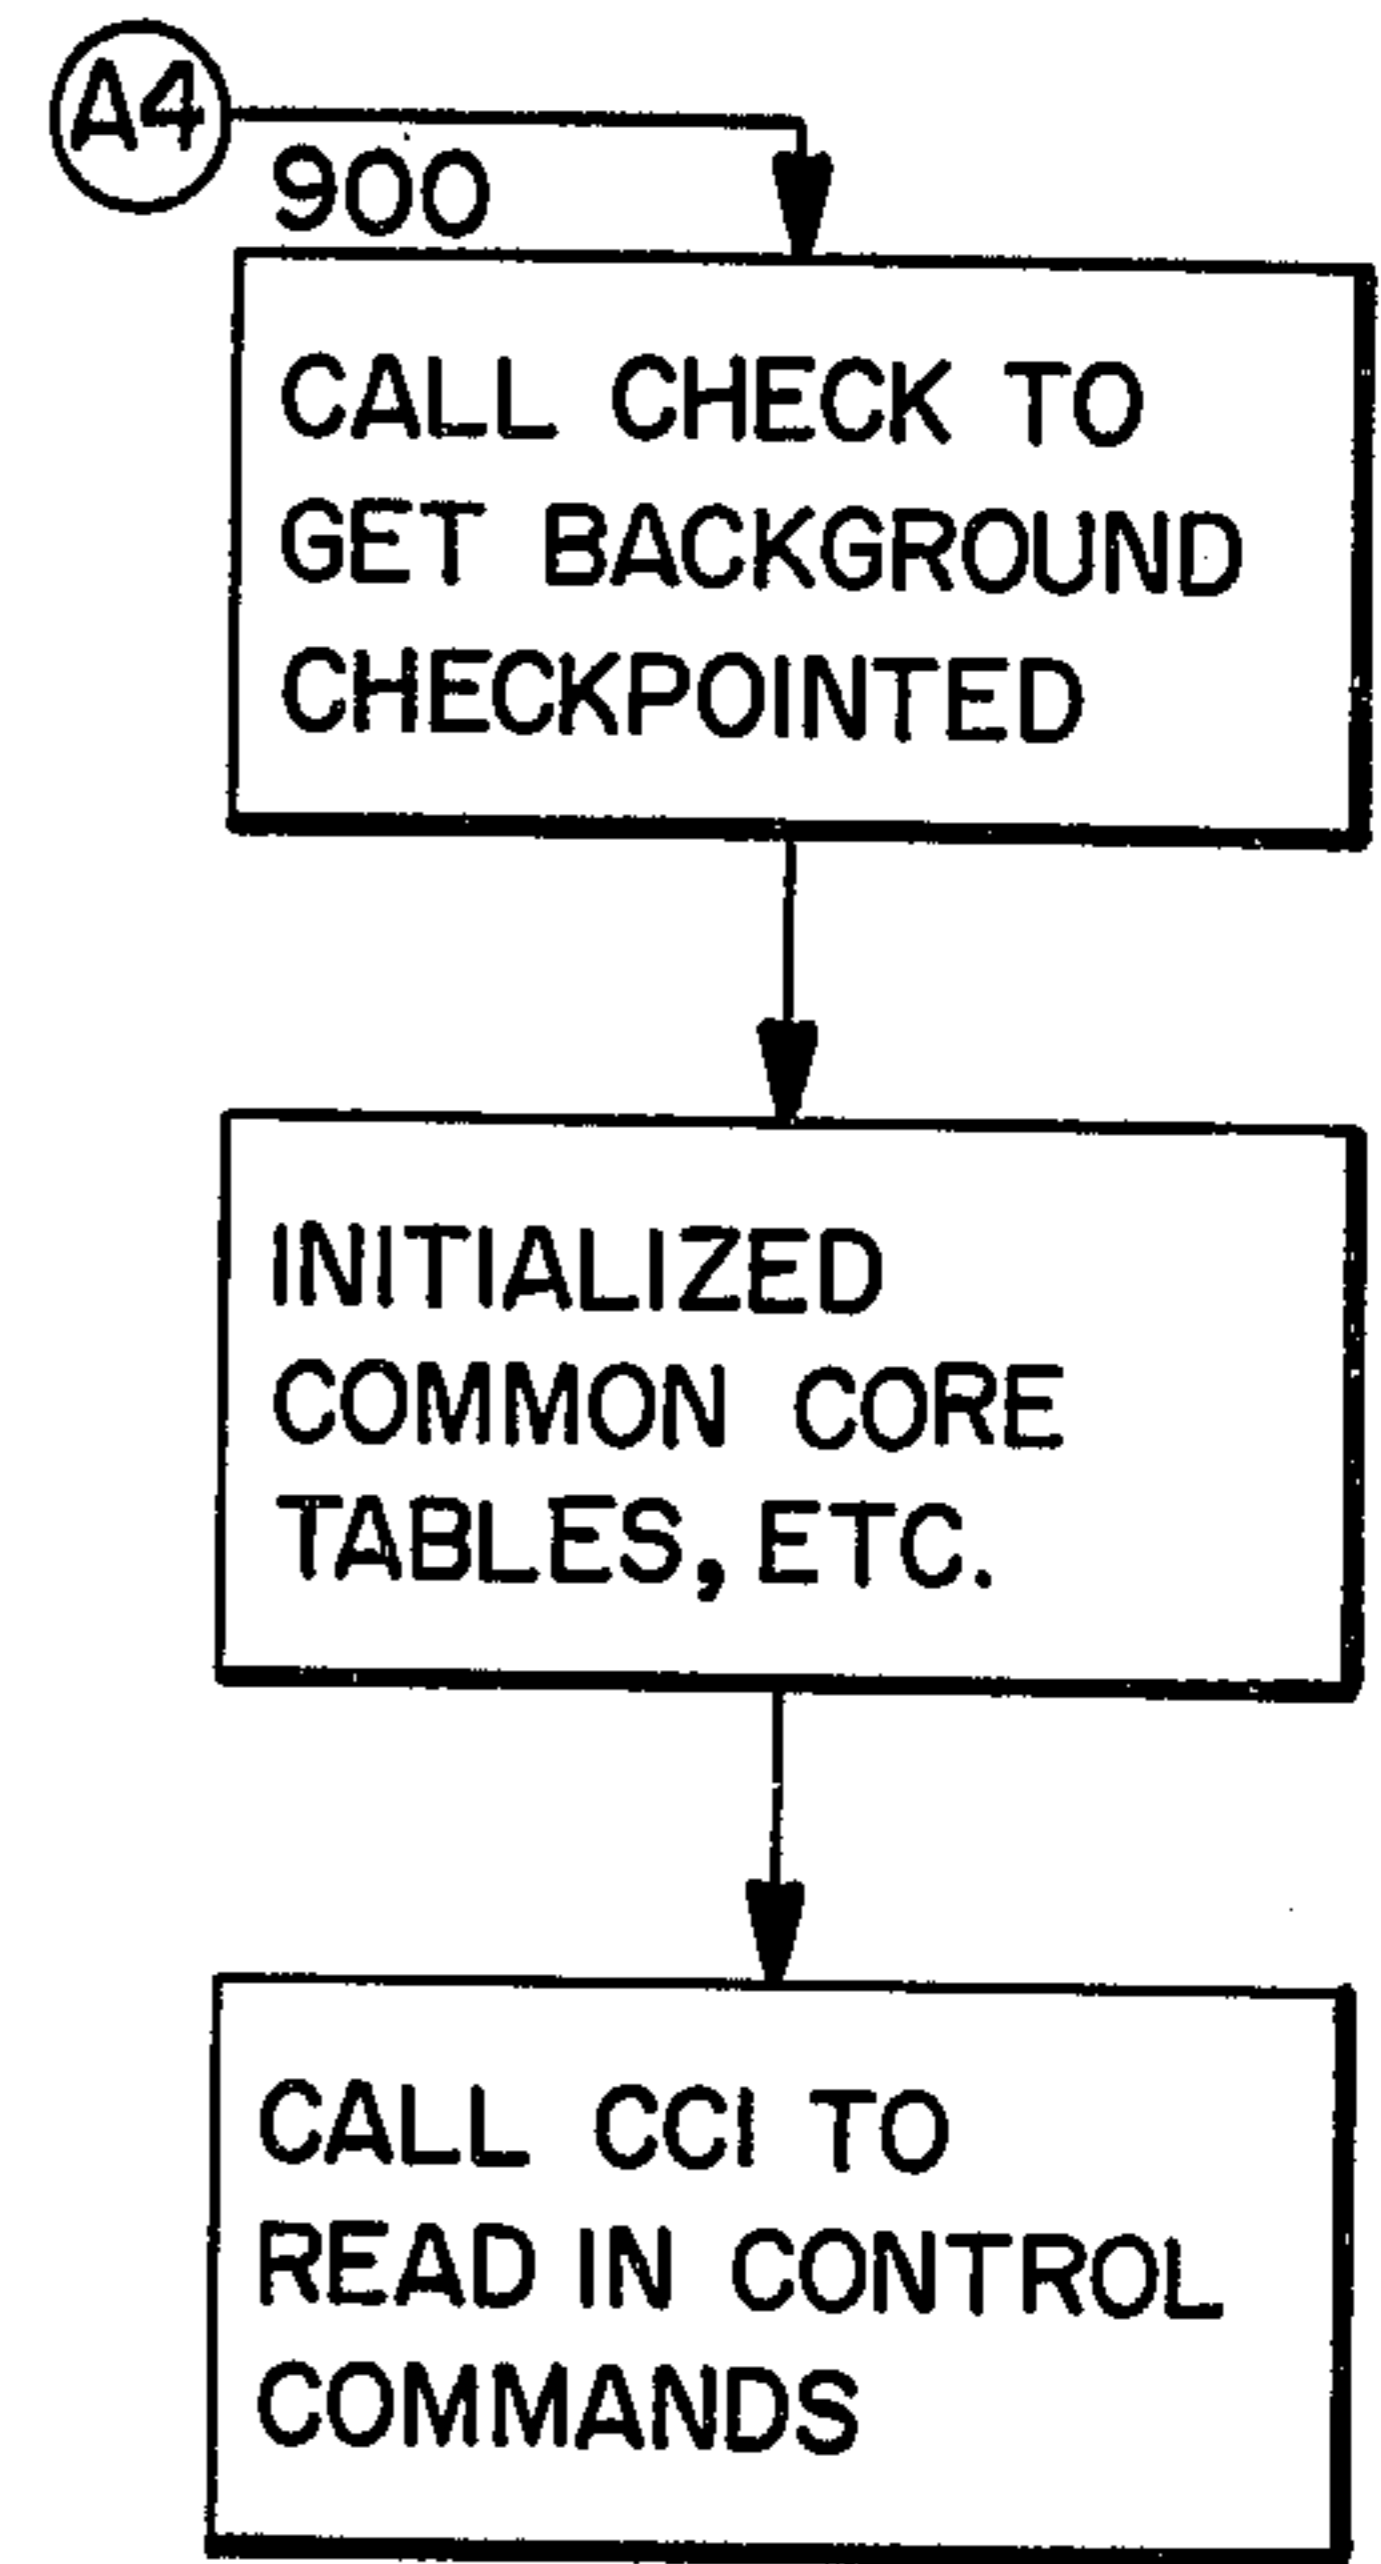 A4
900
CALL CHECK TO
GET BACKGROUND
CHECKPOINTED
INITIALIZED
COMMON CORE
TABLES, ETC.
CALL CCI TO
READ IN CONTROL
COMMANDS